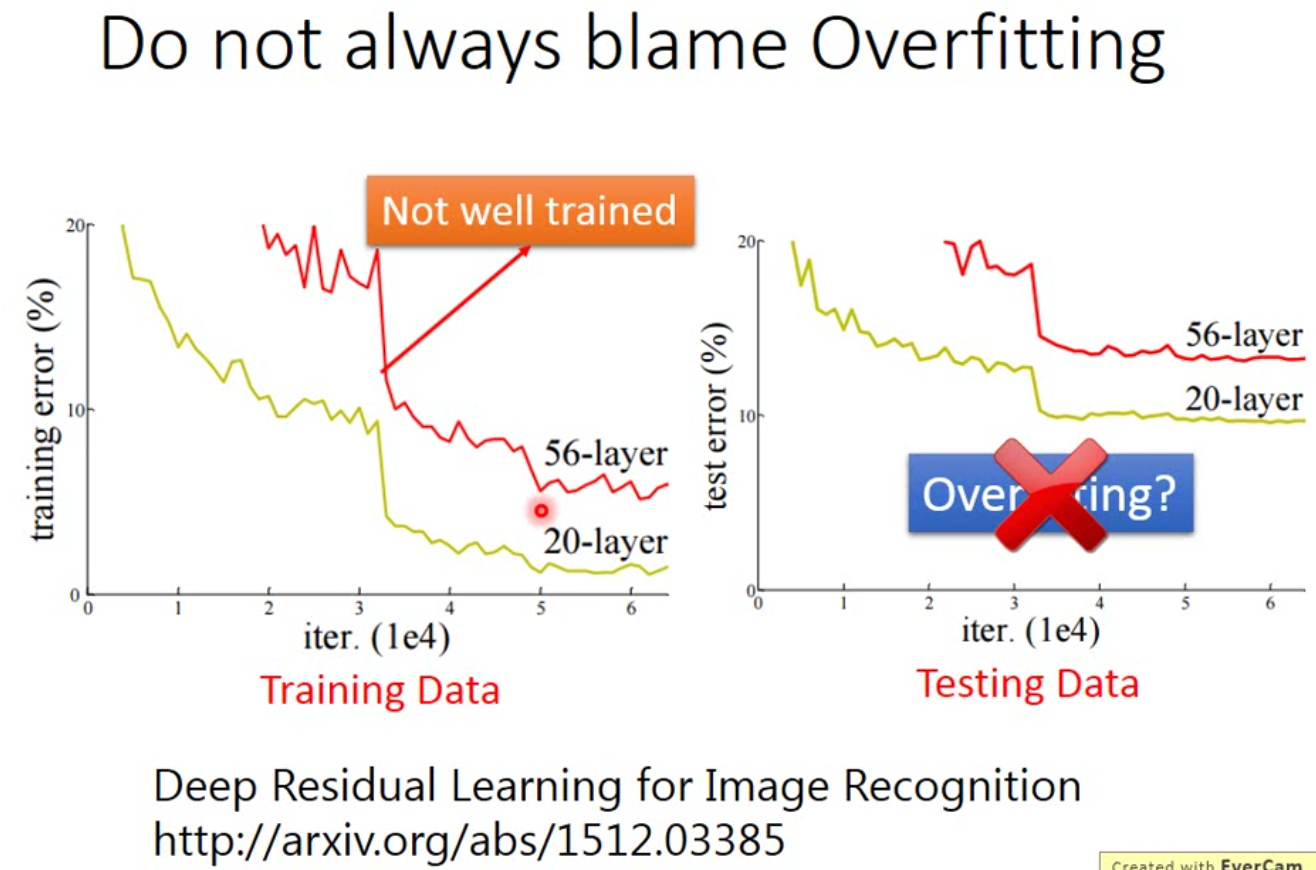 Do not always blame Overfitting
Not well trained
20
10
0
training error (%)
56-layer
20-layer
0 1 2 3 4 5 6
iter. (1e4)
Training Data
20
10
0
test error (%)
56-layer
20-layer
Over ting?
0 1 2 3 4 5 6
iter. (1e4)
Testing Data
Deep Residual Learning for Image Recognition
http://arxiv.org/abs/1512.03385
Created with EverCam